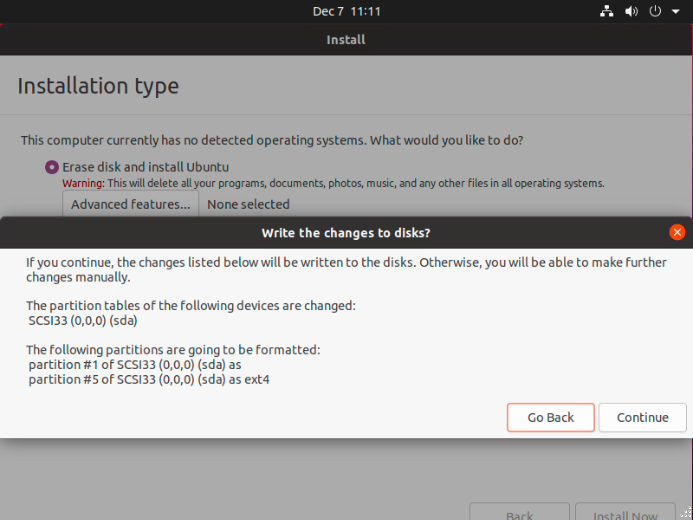 Dec 7 11:11
Install
Installation type
This computer currently has no detected operating systems. What would you like to do?
Erase disk and install Ubuntu
Warning: This will delete all your programs, documents, photos, music, and any other files in all operating systems.
Advanced features... None selected
Write the changes to disks?
If you continue, the changes listed below will be written to the disks. Otherwise, you will be able to make further
changes manually.
The partition tables of the following devices are changed:
SCSI33 (0,0,0) (sda)
The following partitions are going to be formatted:
partition #1 of SCSI33 (0,0,0) (sda) as
partition #5 of SCSI33 (0,0,0) (sda) as ext4
Go Back Continue
Back Install Now